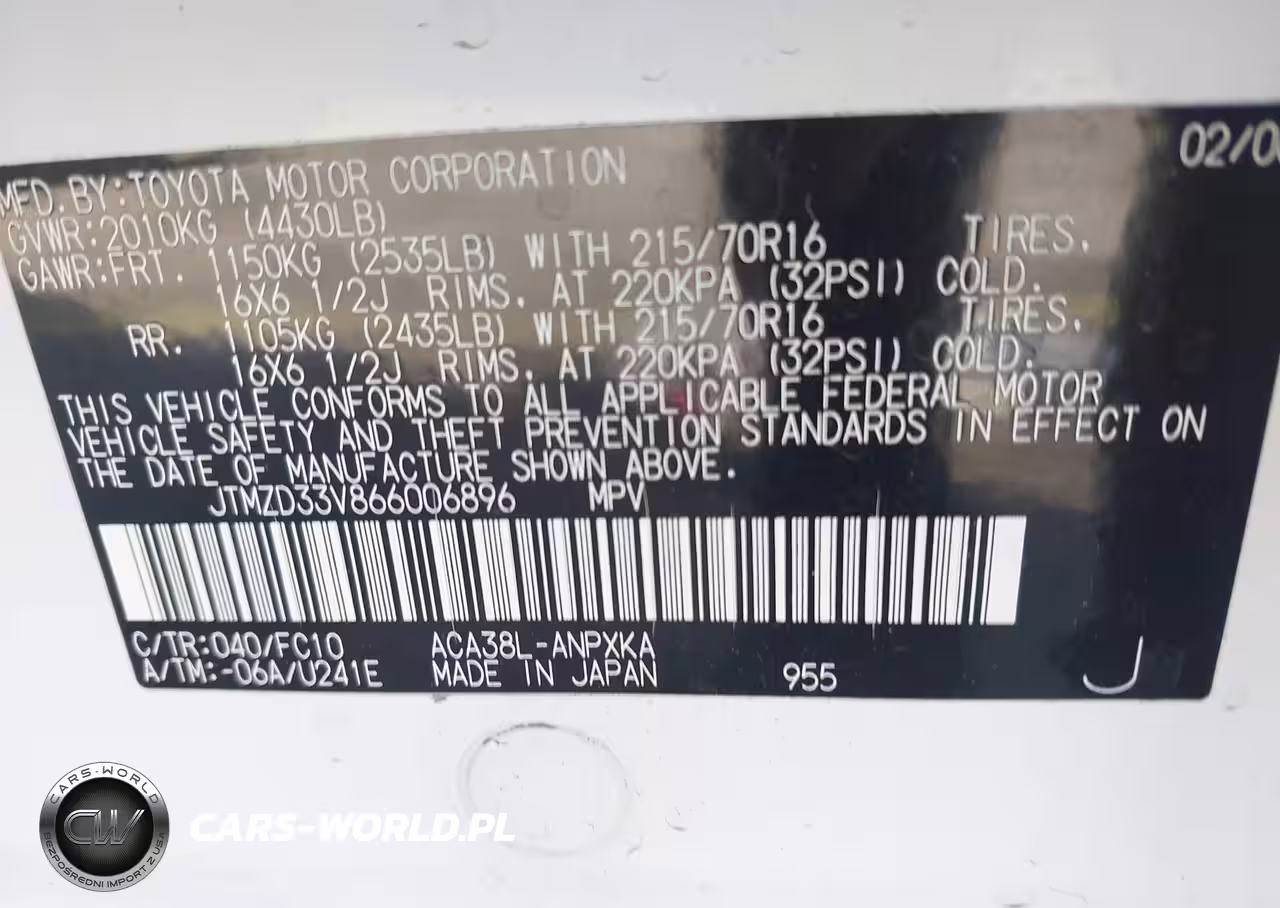 02/0
MFD.BY:TOYOTA MOTOR CORPORATION
GVWR:2010KG (4430LB)
GAWR:FRT. 1150KG (2535LB) WITH 215/70R16 TIRES.
16X6 1/2J RIMS. AT 220KPA (32PSI) COLD.
RR. 1105KG (2435LB) WITH 215/70R16 TIRES.
16X6 1/2J RIMS. AT 220KPA (32PSI) COLD.
THIS VEHICLE CONFORMS TO ALL APPLICABLE FEDERAL MOTOR
VEHICLE SAFETY AND THEFT PREVENTION STANDARDS IN EFFECT ON
THE DATE OF MANUFACTURE SHOWN ABOVE.
JTMZD33V866006896 MPV
C/TR:040/FC10 ACA38L-ANPXKA
A/TM:-06A/U241E MADE IN JAPAN 955 J
CARS-WORLD
CW
BEZPOŚREDNI IMPORT Z USA
CARS-WORLD.PL